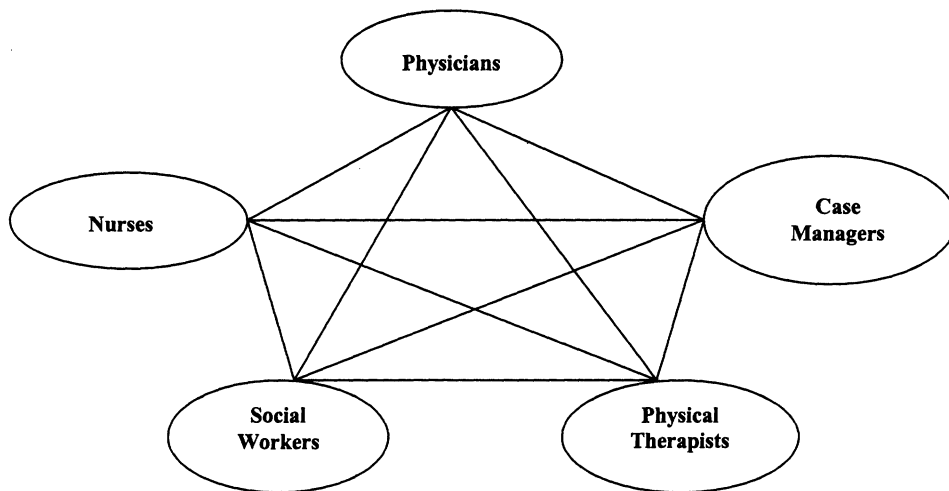 Physicians
Nurses
Case
Managers
Social
Workers
Physical
Therapists